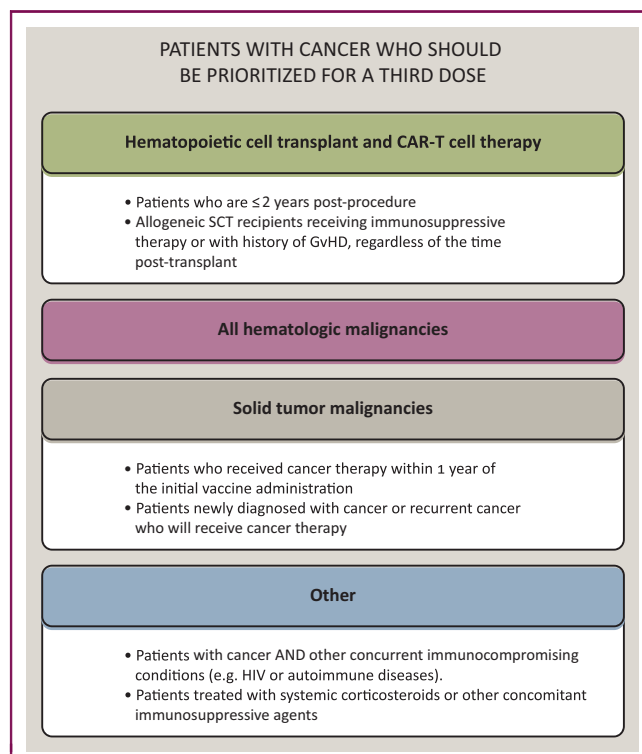 PATIENTS WITH CANCER WHO SHOULD
BE PRIORITIZED FOR A THIRD DOSE
Hematopoietic cell transplant and CAR-T cell therapy
• Patients who are ≤ 2 years post-procedure
• Allogeneic SCT recipients receiving immunosuppressive
therapy or with history of GvHD, regardless of the time
post-transplant
All hematologic malignancies
Solid tumor malignancies
• Patients who received cancer therapy within 1 year of
the initial vaccine administration
• Patients newly diagnosed with cancer or recurrent cancer
who will receive cancer therapy
Other
• Patients with cancer AND other concurrent immunocompromising
conditions (e.g. HIV or autoimmune diseases).
• Patients treated with systemic corticosteroids or other concomitant
immunosuppressive agents